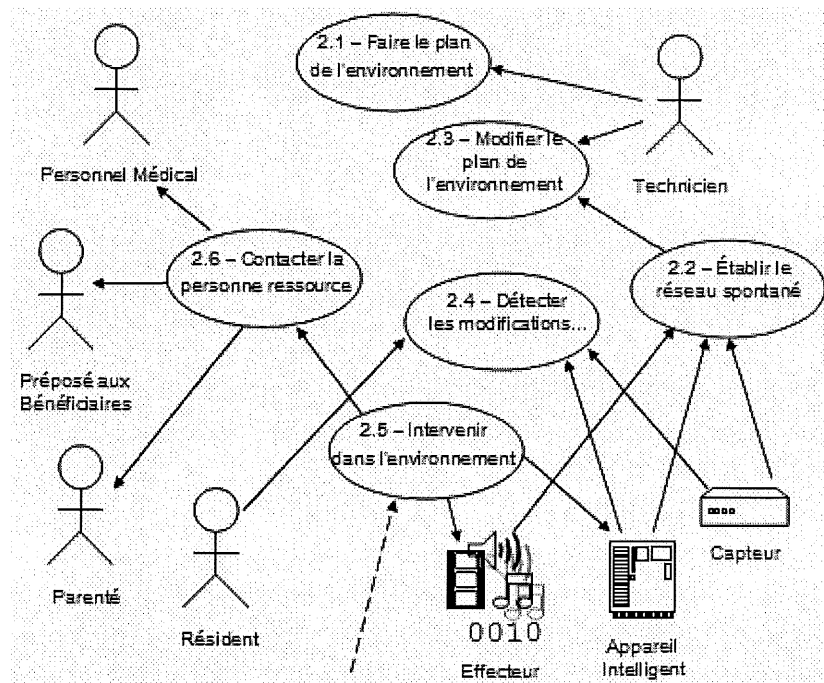 2.1 – Faire le plan
de l'environnement
2.3 – Modifier le
plan de
l'environnement
Technicien
Personnel Médical
2.6 – Contacter la
personne ressource
2.4 – Détecter
les modifications...
2.2 – Établir le
réseau spontané
Préposé aux
Bénéficiaires
2.5 – Intervenir
dans l'environnement
Parenté
Résident
0010
Effecteur
Appareil
Intelligent
Capteur